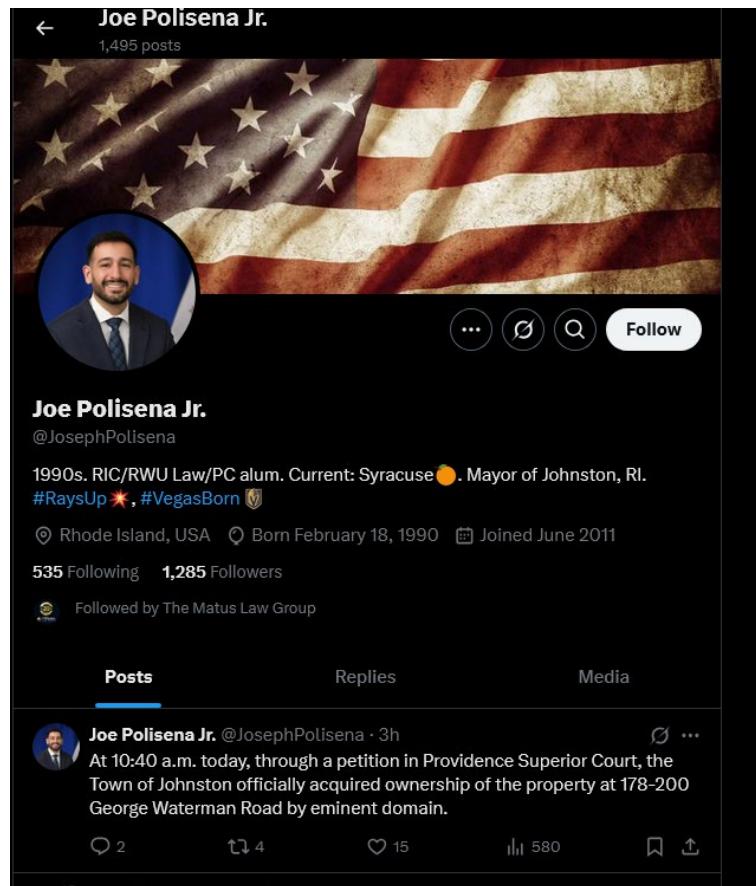 Joe Polisena Jr.
1,495 posts
Follow
Joe Polisena Jr.
@JosephPolisena
1990s. RIC/RWU Law/PC alum. Current: Syracuse🍊. Mayor of Johnston, RI.
#RaysUp💥, #VegasBorn
Rhode Island, USA Born February 18, 1990 Joined June 2011
535 Following 1,285 Followers
Followed by The Matus Law Group
Posts Replies Media
Joe Polisena Jr. @JosephPolisena · 3h
At 10:40 a.m. today, through a petition in Providence Superior Court, the
Town of Johnston officially acquired ownership of the property at 178-200
George Waterman Road by eminent domain.
2 4 15 580